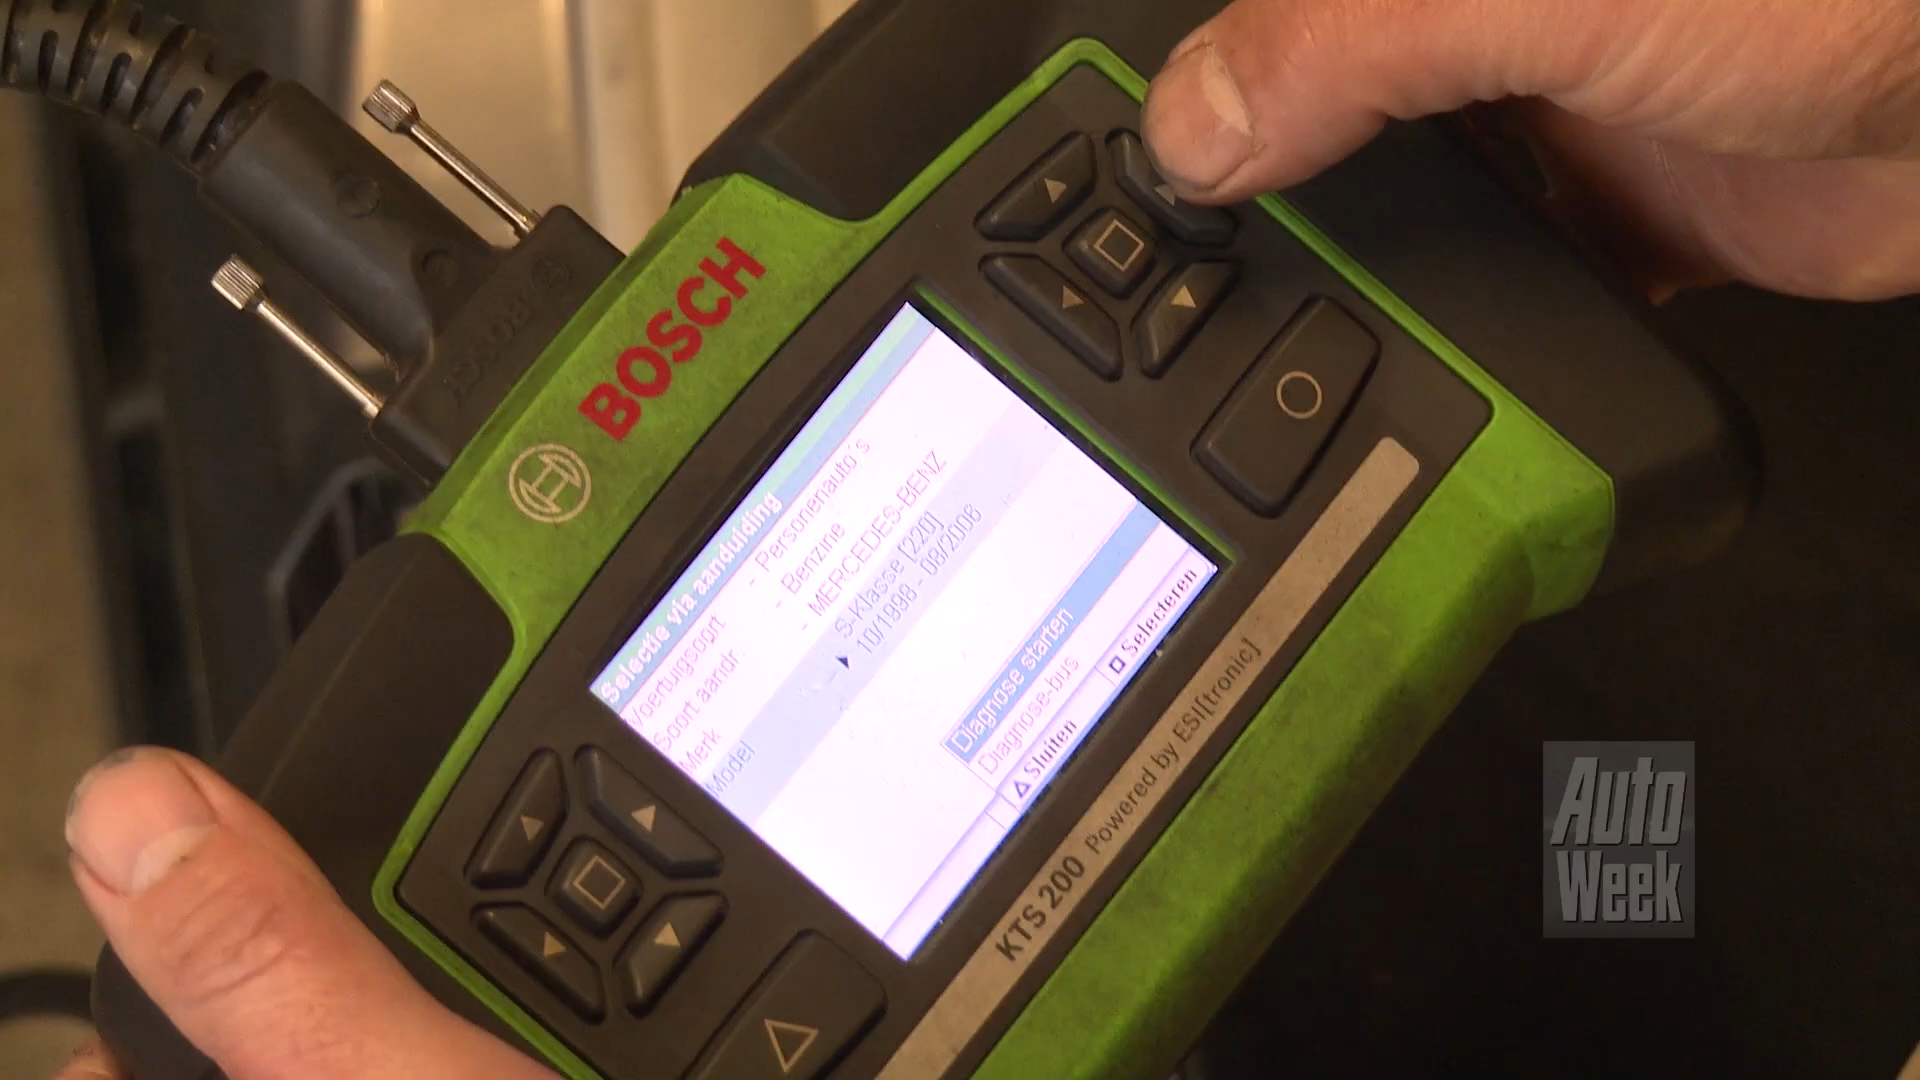 BOSCH
Selectie via aanduiding
Voertuigsoort - Personenauto's
Soort aandr. - Benzine
Merk - MERCEDES-BENZ
Model S-Klasse [220]
10/1998 - 08/2006
Diagnose starten
Diagnose-bus
Sluiten Selecteren
KTS 200 Powered by ESI[tronic]
Auto
Week